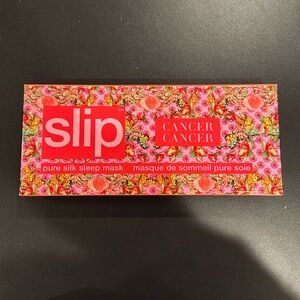 slip
CANCER
CANCER
pure silk sleep mask masque de sommeil pure soie